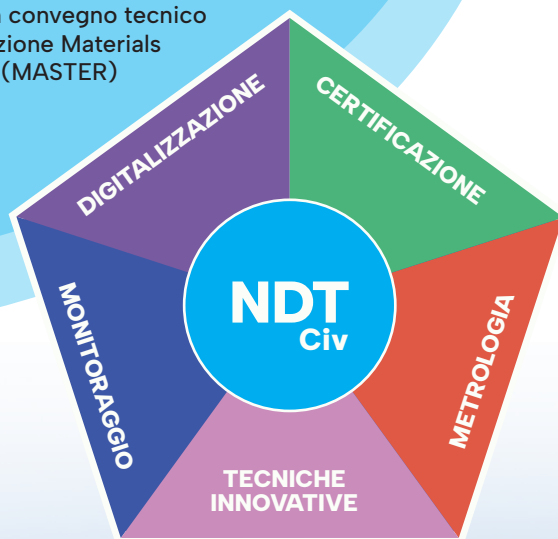 convegno tecnico
zione Materials
(MASTER)
DIGITALIZZAZIONE
CERTIFICAZIONE
MONITORAGGIO
NDT
Civ
METROLOGIA
TECNICHE
INNOVATIVE